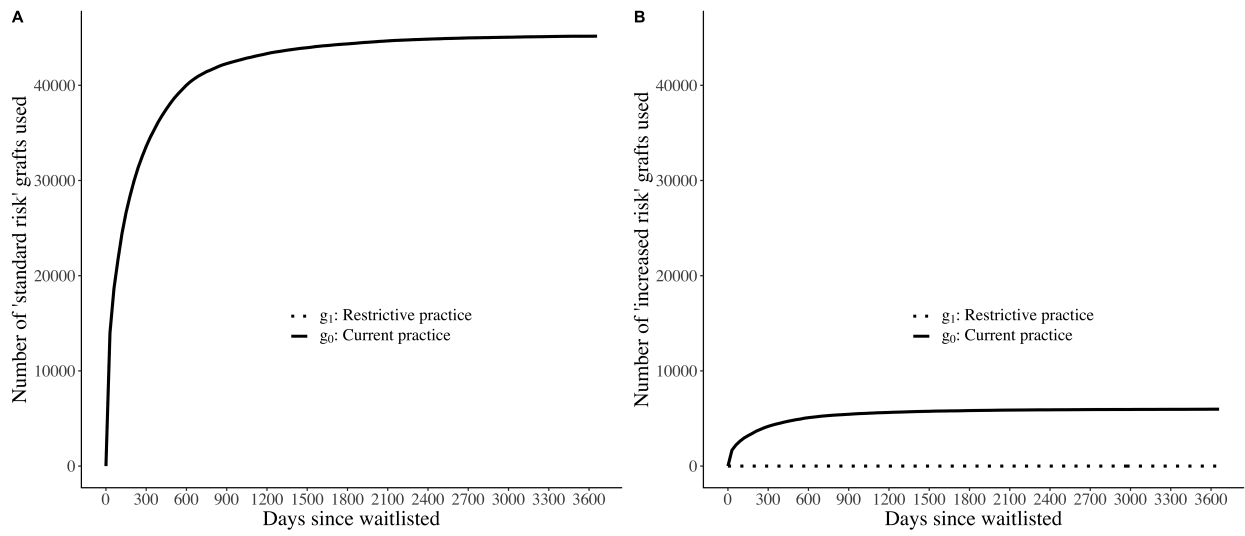 A
Number of 'standard risk' grafts used
40000
30000
20000
10000
0
g₁: Restrictive practice
g₀: Current practice
0 300 600 900 1200 1500 1800 2100 2400 2700 3000 3300 3600
Days since waitlisted
B
Number of 'increased risk' grafts used
40000
30000
20000
10000
0
g₁: Restrictive practice
g₀: Current practice
0 300 600 900 1200 1500 1800 2100 2400 2700 3000 3300 3600
Days since waitlisted